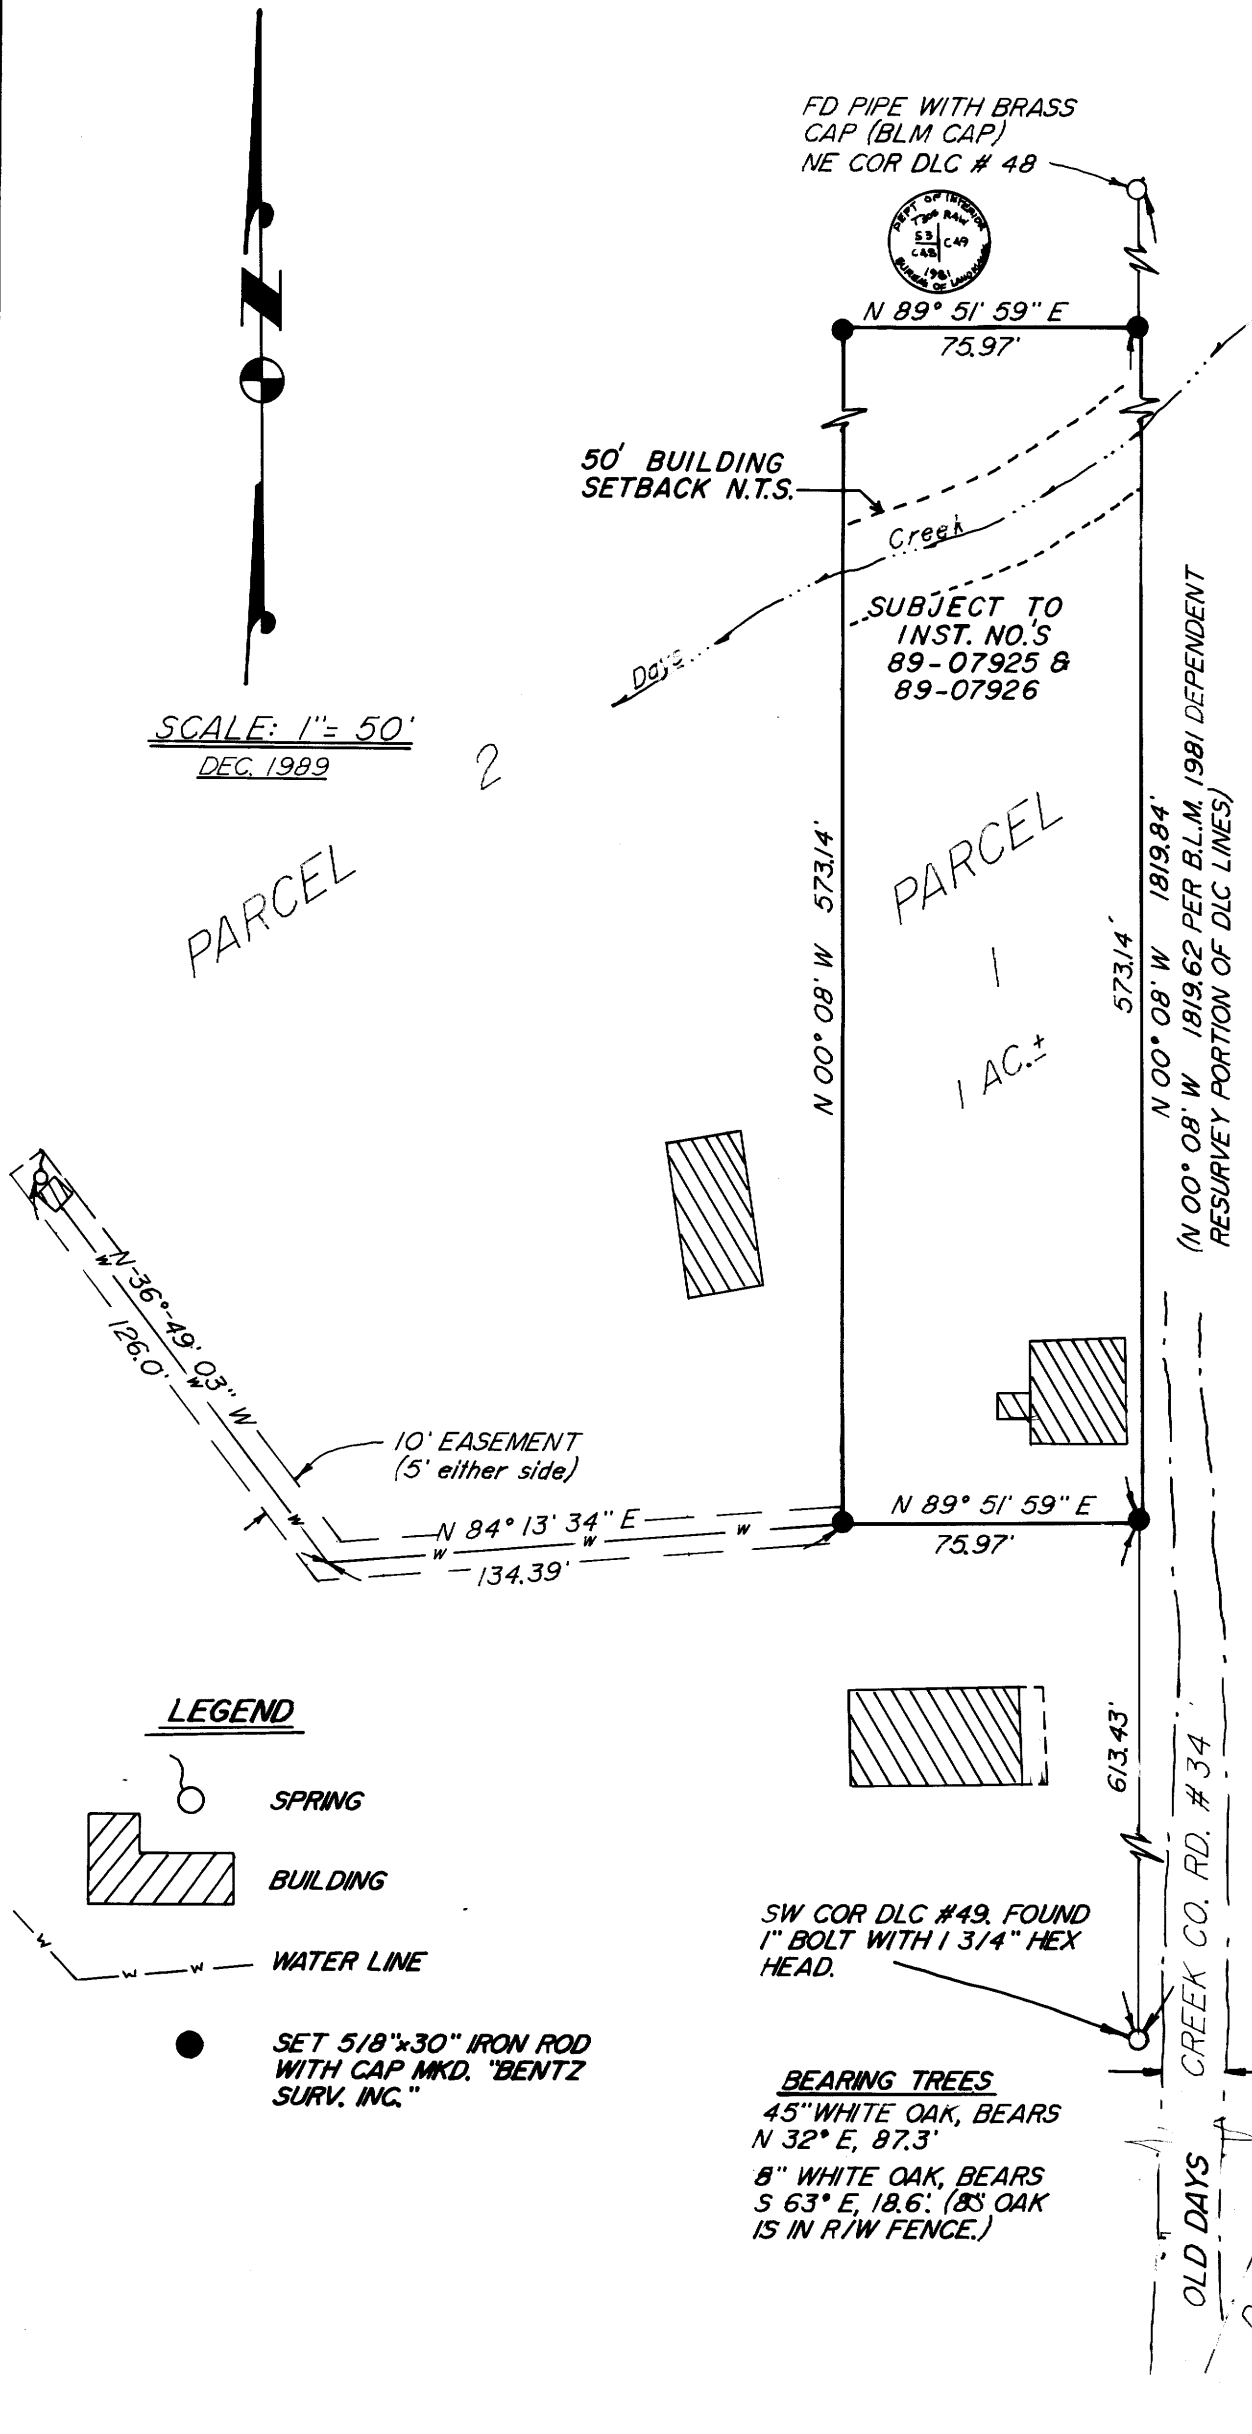 FD PIPE WITH BRASS
CAP (BLM CAP)
NE COR DLC # 48
DEPT OF INTERIOR
S3
C48
C49
1981
N 89° 51' 59" E
75.97'
50' BUILDING
SETBACK N.T.S.
Creek
Days
SUBJECT TO
INST. NO.'S
89-07925 &
89-07926
N
SCALE: 1"= 50'
DEC. 1989
2
PARCEL
PARCEL
1
1 AC.±
N 00° 08' W 573.14'
573.14'
N 00° 08' W 1819.84'
(N 00° 08' W 1819.62 PER B.L.M. 1981 DEPENDENT
RESURVEY PORTION OF DLC LINES)
N-36°-49' 03" W
126.0'
W
W
W
10' EASEMENT
(5' either side)
N 84° 13' 34" E
W W W
134.39'
N 89° 51' 59" E
75.97'
613.43'
LEGEND
SPRING
BUILDING
W W W
WATER LINE
SET 5/8"x30" IRON ROD
WITH CAP MKD. "BENTZ
SURV. INC."
SW COR DLC #49. FOUND
1" BOLT WITH 1 3/4" HEX
HEAD.
BEARING TREES
45" WHITE OAK, BEARS
N 32° E, 87.3'
8" WHITE OAK, BEARS
S 63° E, 18.6'. (8" OAK
IS IN R/W FENCE.)
OLD DAYS CREEK CO. RD. # 34